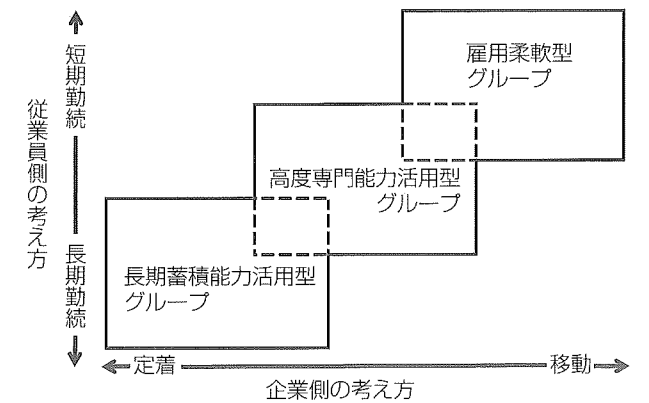 雇用柔軟型
グループ
高度専門能力活用型
グループ
長期蓄積能力活用型
グループ
短期勤続
長期勤続
従業員側の考え方
定着
移動
企業側の考え方